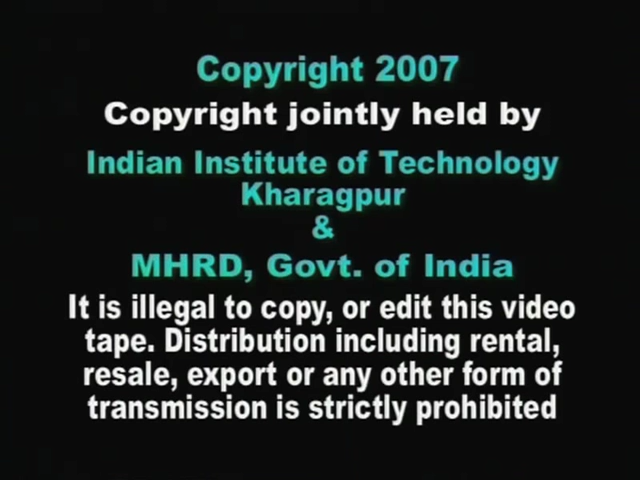 Copyright 2007
Copyright jointly held by
Indian Institute of Technology
Kharagpur
&
MHRD, Govt. of India
It is illegal to copy, or edit this video
tape. Distribution including rental,
resale, export or any other form of
transmission is strictly prohibited